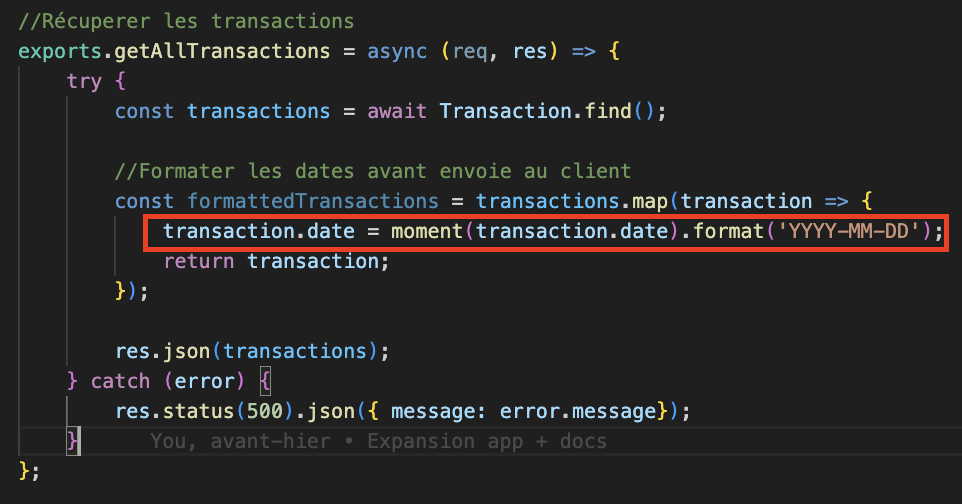 //Récuperer les transactions
exports.getAllTransactions = async (req, res) => {
try {
const transactions = await Transaction.find();
//Formater les dates avant envoie au client
const formattedTransactions = transactions.map(transaction => {
transaction.date = moment(transaction.date).format('YYYY-MM-DD');
return transaction;
});
res.json(transactions);
} catch (error) {
res.status(500).json({ message: error.message});
} You, avant-hier • Expansion app + docs
};